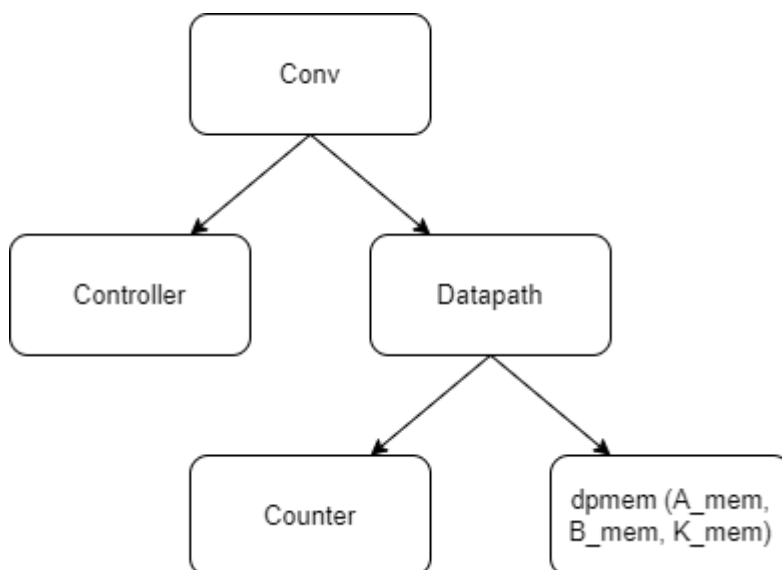 Conv
Controller
Datapath
Counter
dpmem (A_mem,
B_mem, K_mem)